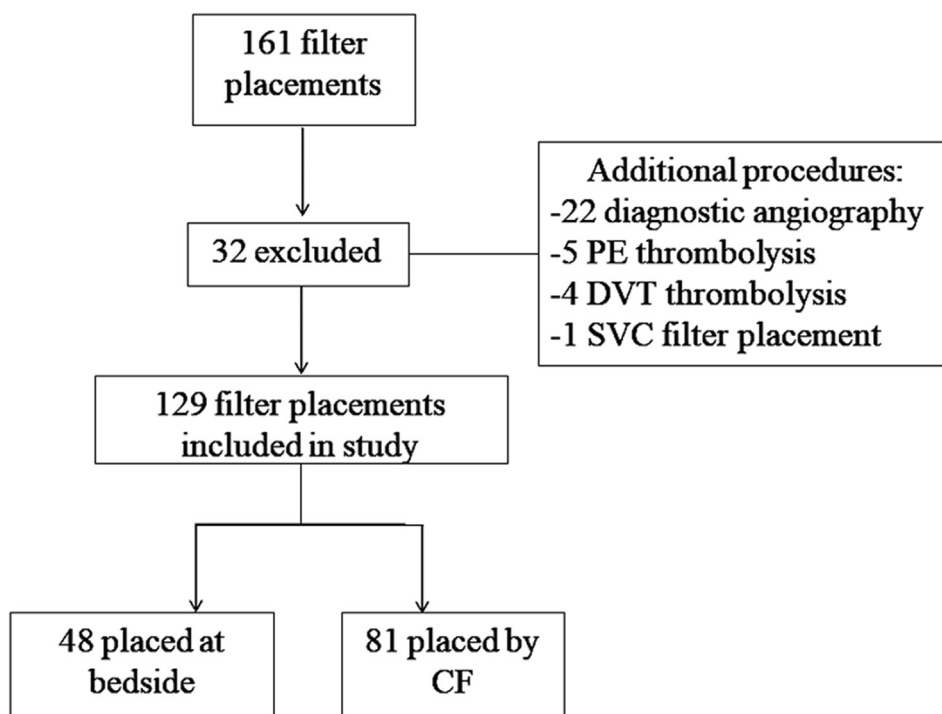 161 filter
placements
32 excluded
Additional procedures:
-22 diagnostic angiography
-5 PE thrombolysis
-4 DVT thrombolysis
-1 SVC filter placement
129 filter placements
included in study
48 placed at
bedside
81 placed by
CF